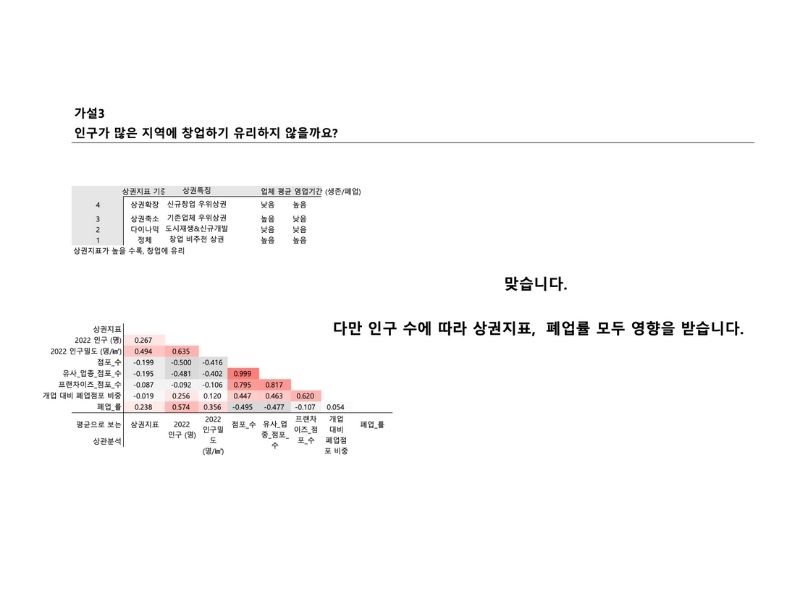 가설3
인구가 많은 지역에 창업하기 유리하지 않을까요?
상권지표 기준 상권특징 업체 평균 영업기간 (생존/폐업)
4 상권확장 신규창업 우위상권 낮음 높음
3 상권축소 기존업체 우위상권 높음 낮음
2 다이나믹 도시재생&신규개발 낮음 낮음
1 정체 창업 비추천 상권 높음 높음
상권지표가 높을 수록, 창업에 유리
맞습니다.
다만 인구 수에 따라 상권지표, 폐업률 모두 영향을 받습니다.
상권지표
2022 인구 (명) 0.267
2022 인구밀도 (명/㎢) 0.494 0.635
점포_수 -0.199 -0.500 -0.416
유사_업종_점포_수 -0.195 -0.481 -0.402 0.999
프랜차이즈_점포_수 -0.087 -0.092 -0.106 0.795 0.817
개업 대비 폐업점포 비중 -0.019 0.256 0.120 0.447 0.463 0.620
폐업_률 0.238 0.574 0.356 -0.495 -0.477 -0.107 0.054
평균으로 보는
상관분석
상권지표
2022
인구 (명)
2022
인구밀
도
(명/㎢)
점포_수
유사_업
종_점포_
수
프랜차
이즈_점
포_수
개업
대비
폐업점
포 비중
폐업_률